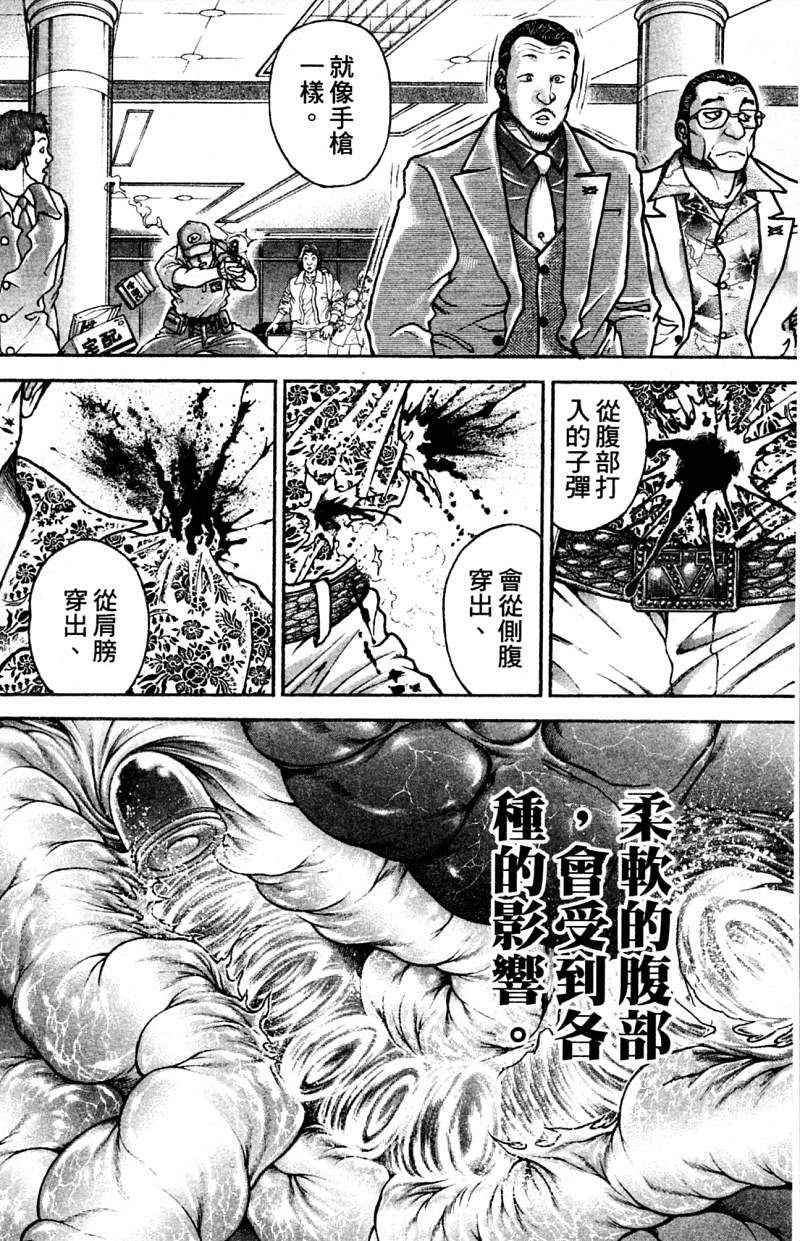 就像手槍
一樣。
宅配
從腹部打
入的子彈
會從側腹
穿出、
從肩膀
穿出、
柔軟的腹部
，會受到各
種的影響。